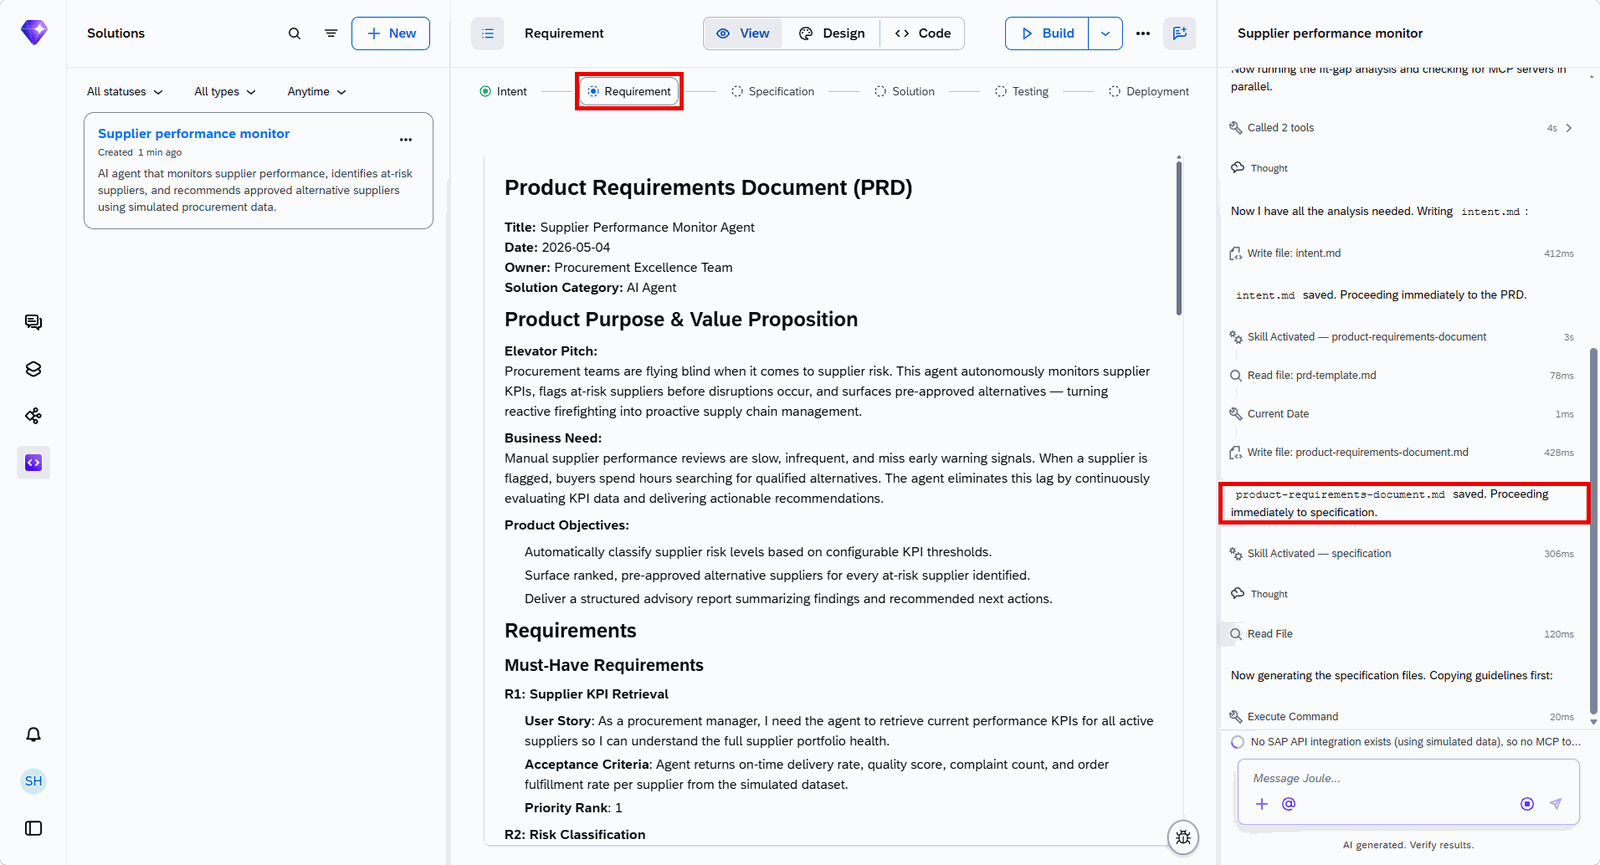 Solutions
New
Requirement
View
Design
Code
Build
Supplier performance monitor
All statuses
All types
Anytime
Supplier performance monitor
Created 1 min ago
AI agent that monitors supplier performance, identifies at-risk
suppliers, and recommends approved alternative suppliers
using simulated procurement data.
SH
Intent
Requirement
Specification
Solution
Testing
Deployment
Product Requirements Document (PRD)
Title: Supplier Performance Monitor Agent
Date: 2026-05-04
Owner: Procurement Excellence Team
Solution Category: AI Agent
Product Purpose & Value Proposition
Elevator Pitch:
Procurement teams are flying blind when it comes to supplier risk. This agent autonomously monitors supplier
KPIs, flags at-risk suppliers before disruptions occur, and surfaces pre-approved alternatives — turning
reactive firefighting into proactive supply chain management.
Business Need:
Manual supplier performance reviews are slow, infrequent, and miss early warning signals. When a supplier is
flagged, buyers spend hours searching for qualified alternatives. The agent eliminates this lag by continuously
evaluating KPI data and delivering actionable recommendations.
Product Objectives:
Automatically classify supplier risk levels based on configurable KPI thresholds.
Surface ranked, pre-approved alternative suppliers for every at-risk supplier identified.
Deliver a structured advisory report summarizing findings and recommended next actions.
Requirements
Must-Have Requirements
R1: Supplier KPI Retrieval
User Story: As a procurement manager, I need the agent to retrieve current performance KPIs for all active
suppliers so I can understand the full supplier portfolio health.
Acceptance Criteria: Agent returns on-time delivery rate, quality score, complaint count, and order
fulfillment rate per supplier from the simulated dataset.
Priority Rank: 1
R2: Risk Classification
Now running the fit-gap analysis and checking for MCP servers in
parallel.
Called 2 tools 4s
Thought
Now I have all the analysis needed. Writing intent.md :
Write file: intent.md 412ms
intent.md saved. Proceeding immediately to the PRD.
Skill Activated — product-requirements-document 3s
Read file: prd-template.md 78ms
Current Date 1ms
Write file: product-requirements-document.md 428ms
product-requirements-document.md saved. Proceeding
immediately to specification.
Skill Activated — specification 306ms
Thought
Read File 120ms
Now generating the specification files. Copying guidelines first:
Execute Command 20ms
No SAP API integration exists (using simulated data), so no MCP to...
Message Joule...
AI generated. Verify results.